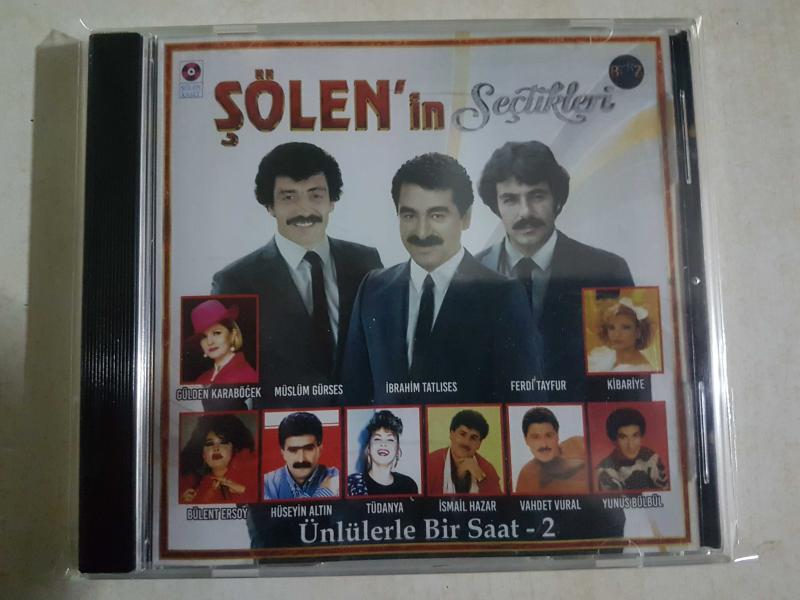 ŞÖLEN'in Seçtikleri
ŞÖLEN
GÜLDEN KARABÖCEK
MÜSLÜM GÜRSES
İBRAHİM TATLISES
FERDİ TAYFUR
KİBARİYE
BÜLENT ERSOY
HÜSEYİN ALTIN
TÜDANYA
İSMAİL HAZAR
VAHDET VURAL
YUNUS BÜLBÜL
Ünlülerle Bir Saat - 2